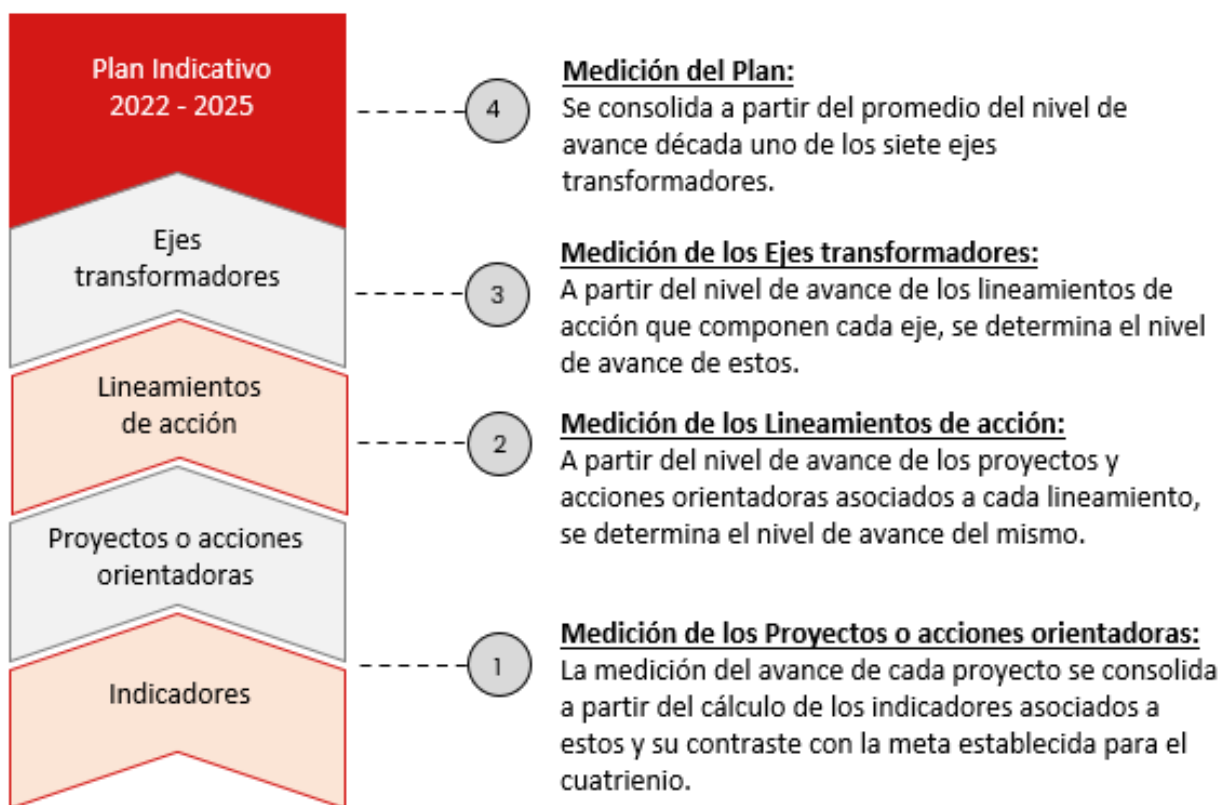 Plan Indicativo
2022 - 2025
4
Medición del Plan:
Se consolida a partir del promedio del nivel de
avance década uno de los siete ejes
transformadores.
Ejes
transformadores
3
Medición de los Ejes transformadores:
A partir del nivel de avance de los lineamientos de
acción que componen cada eje, se determina el nivel
de avance de estos.
Lineamientos
de acción
2
Medición de los Lineamientos de acción:
A partir del nivel de avance de los proyectos y
acciones orientadoras asociados a cada lineamiento,
se determina el nivel de avance del mismo.
Proyectos o acciones
orientadoras
Indicadores
1
Medición de los Proyectos o acciones orientadoras:
La medición del avance de cada proyecto se consolida
a partir del cálculo de los indicadores asociados a
estos y su contraste con la meta establecida para el
cuatrienio.